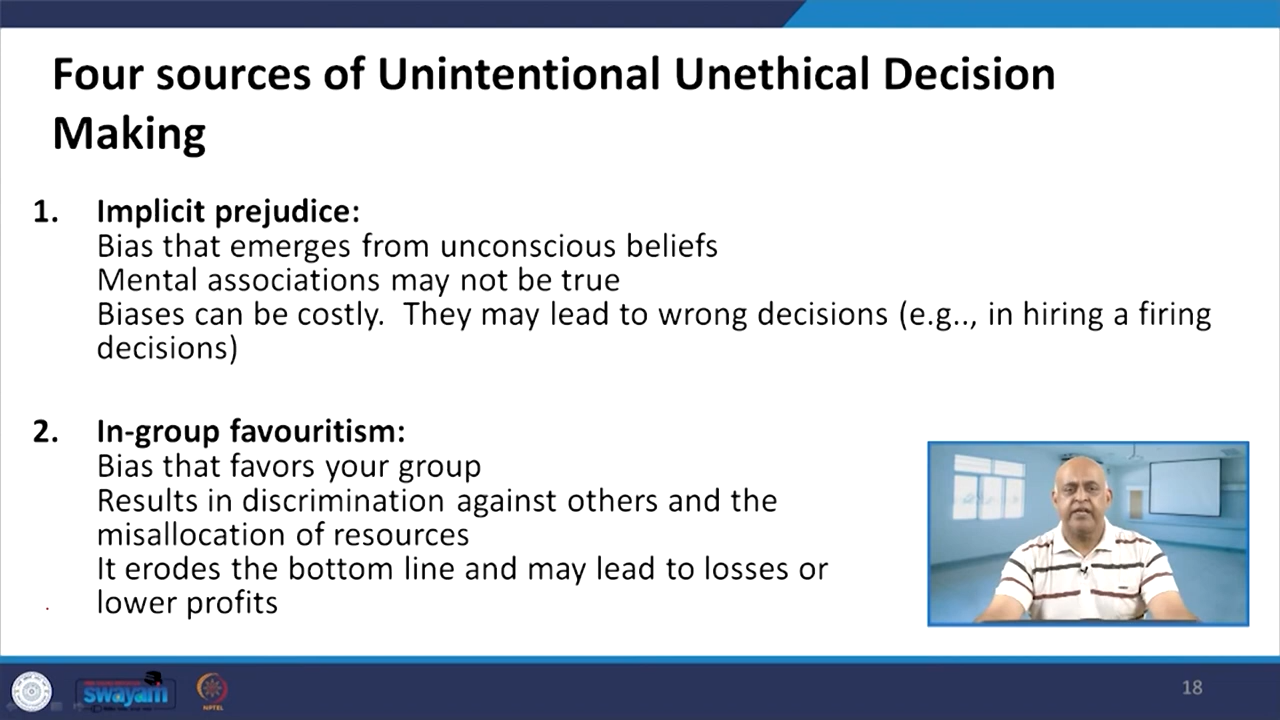 Four sources of Unintentional Unethical Decision
Making
1. Implicit prejudice:
Bias that emerges from unconscious beliefs
Mental associations may not be true
Biases can be costly. They may lead to wrong decisions (e.g.., in hiring a firing
decisions)
2. In-group favouritism:
Bias that favors your group
Results in discrimination against others and the
misallocation of resources
It erodes the bottom line and may lead to losses or
lower profits
swayam
NPTEL
18